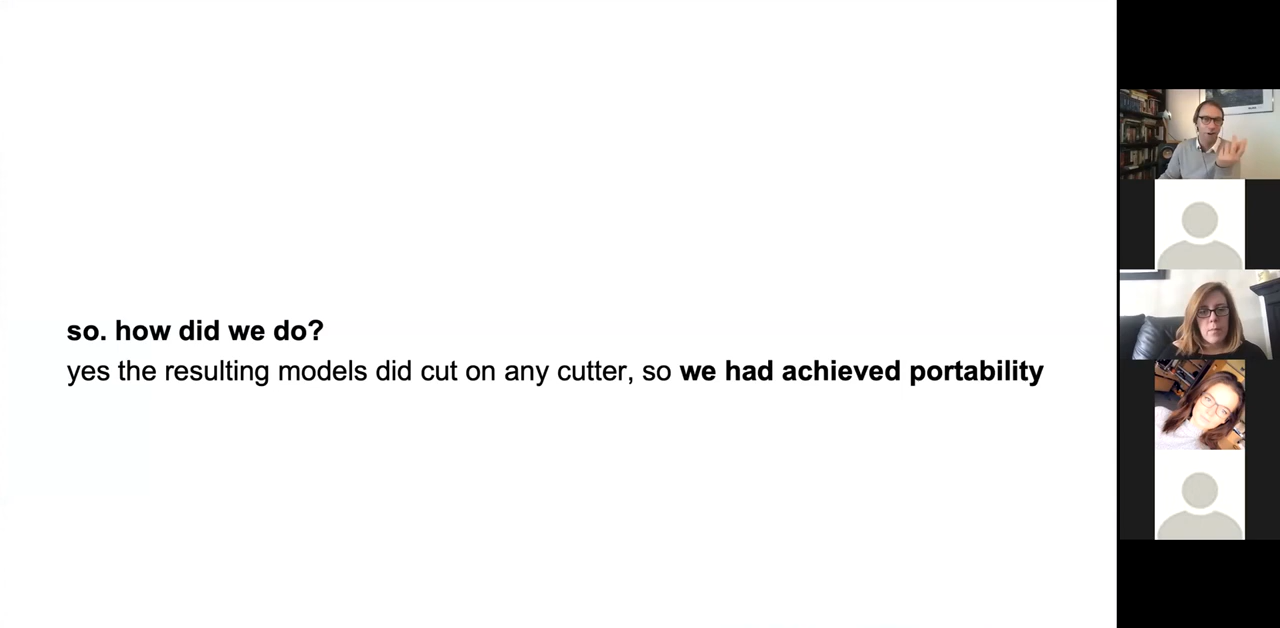 so. how did we do?
yes the resulting models did cut on any cutter, so we had achieved portability